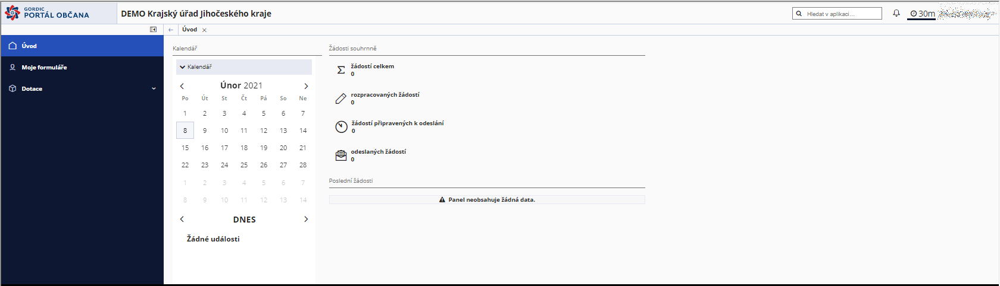 GORDIC
PORTÁL OBČANA
DEMO Krajský úřad Jihočeského kraje
Hledat v aplikaci...
30m
Úvod
Úvod
Moje formuláře
Dotace
Kalendář
Kalendář
Únor 2021
Po Út St Čt Pá So Ne
1 2 3 4 5 6 7
8 9 10 11 12 13 14
15 16 17 18 19 20 21
22 23 24 25 26 27 28
1 2 3 4 5 6 7
8 9 10 11 12 13 14
DNES
Žádné události
Žádosti souhrnně
žádostí celkem
0
rozpracovaných žádostí
0
žádostí připravených k odeslání
0
odeslaných žádostí
0
Poslední žádosti
Panel neobsahuje žádná data.